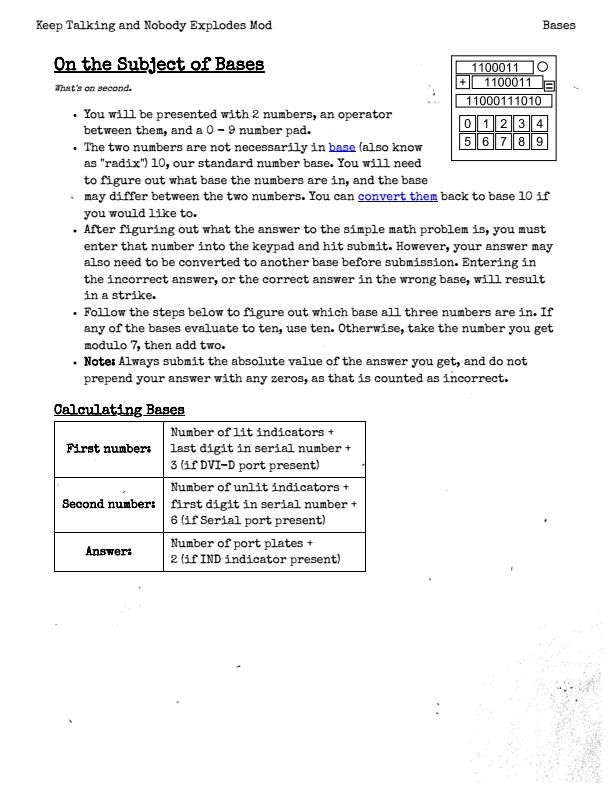 Keep Talking and Nobody Explodes Mod
Bases
On the Subject of Bases
What's on second.
1100011
+
1100011
=
11000111010
0 1 2 3 4
5 6 7 8 9
• You will be presented with 2 numbers, an operator
between them, and a 0 – 9 number pad.
• The two numbers are not necessarily in base (also know
as "radix") 10, our standard number base. You will need
to figure out what base the numbers are in, and the base
may differ between the two numbers. You can convert them back to base 10 if
you would like to.
• After figuring out what the answer to the simple math problem is, you must
enter that number into the keypad and hit submit. However, your answer may
also need to be converted to another base before submission. Entering in
the incorrect answer, or the correct answer in the wrong base, will result
in a strike.
• Follow the steps below to figure out which base all three numbers are in. If
any of the bases evaluate to ten, use ten. Otherwise, take the number you get
modulo 7, then add two.
• Note: Always submit the absolute value of the answer you get, and do not
prepend your answer with any zeros, as that is counted as incorrect.
Calculating Bases
First number:
Number of lit indicators +
last digit in serial number +
3 (if DVI-D port present)
Second number:
Number of unlit indicators +
first digit in serial number +
6 (if Serial port present)
Answer:
Number of port plates +
2 (if IND indicator present)